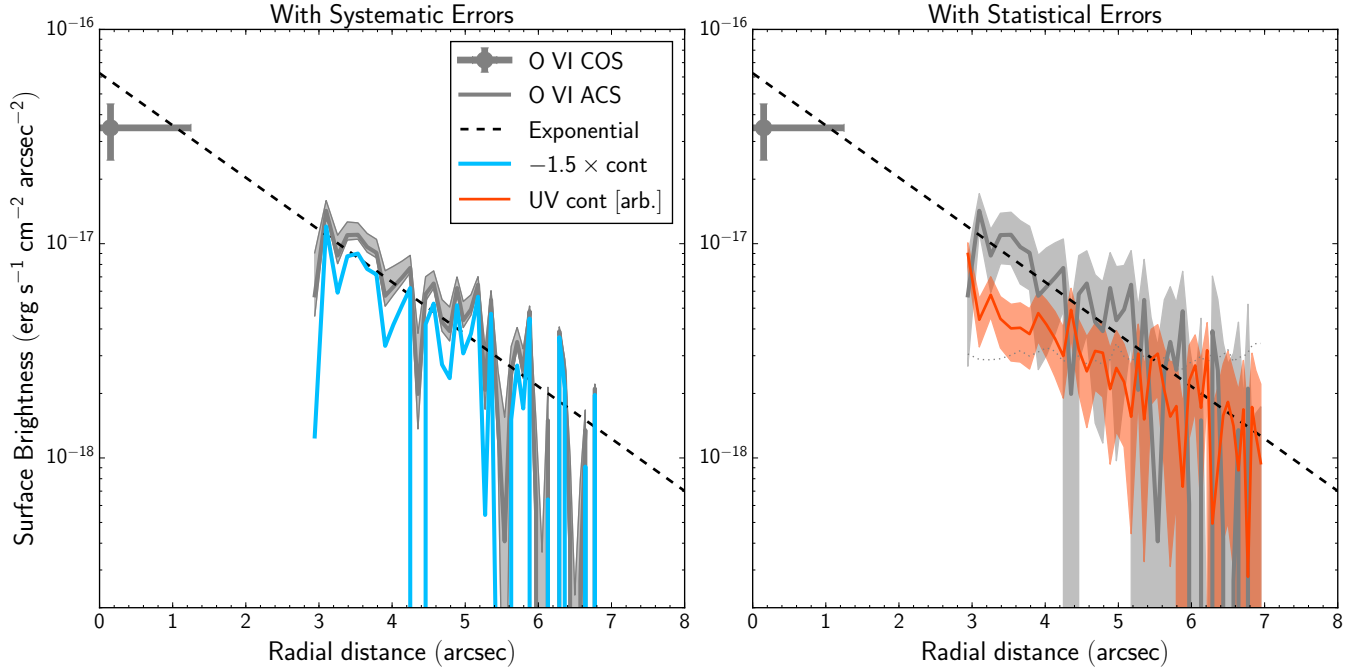 With Systematic Errors
With Statistical Errors
Surface Brightness (erg s⁻¹ cm⁻² arcsec⁻²)
10⁻¹⁶
10⁻¹⁷
10⁻¹⁸
O VI COS
O VI ACS
Exponential
−1.5 × cont
UV cont [arb.]
0 1 2 3 4 5 6 7 8
Radial distance (arcsec)
10⁻¹⁶
10⁻¹⁷
10⁻¹⁸
0 1 2 3 4 5 6 7 8
Radial distance (arcsec)